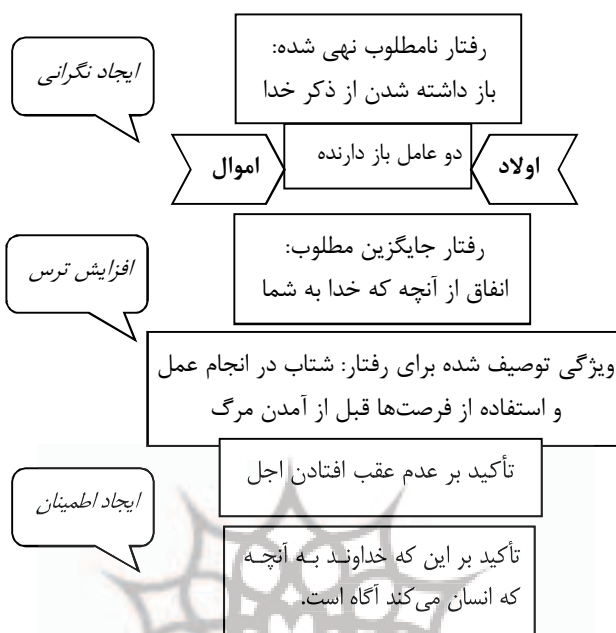 رفتار نامطلوب نهی شده:
باز داشته شدن از ذکر خدا
ایجاد نگرانی
اولاد
دو عامل باز دارنده
اموال
رفتار جایگزین مطلوب:
انفاق از آنچه که خدا به شما
افزایش ترس
ویژگی توصیف شده برای رفتار: شتاب در انجام عمل
و استفاده از فرصت‌ها قبل از آمدن مرگ
تأکید بر عدم عقب افتادن اجل
ایجاد اطمینان
تأکید بر این که خداوند به آنچه
که انسان می‌کند آگاه است.